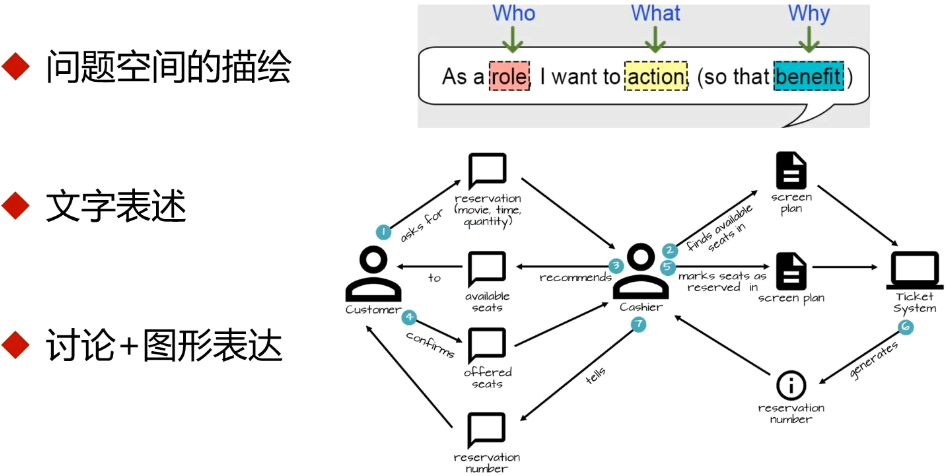 问题空间的描绘
文字表述
讨论+图形表达
Who What Why
As a role, I want to action, (so that benefit)
1
asks for
reservation
(movie, time,
quantity)
Customer
to
available
seats
recommends
3
4
confirms
offered
seats
Cashier
2
finds available
seats in
screen
plan
5
marks seats as
reserved in
screen plan
Ticket
System
6
generates
reservation
number
7
tells
reservation
number